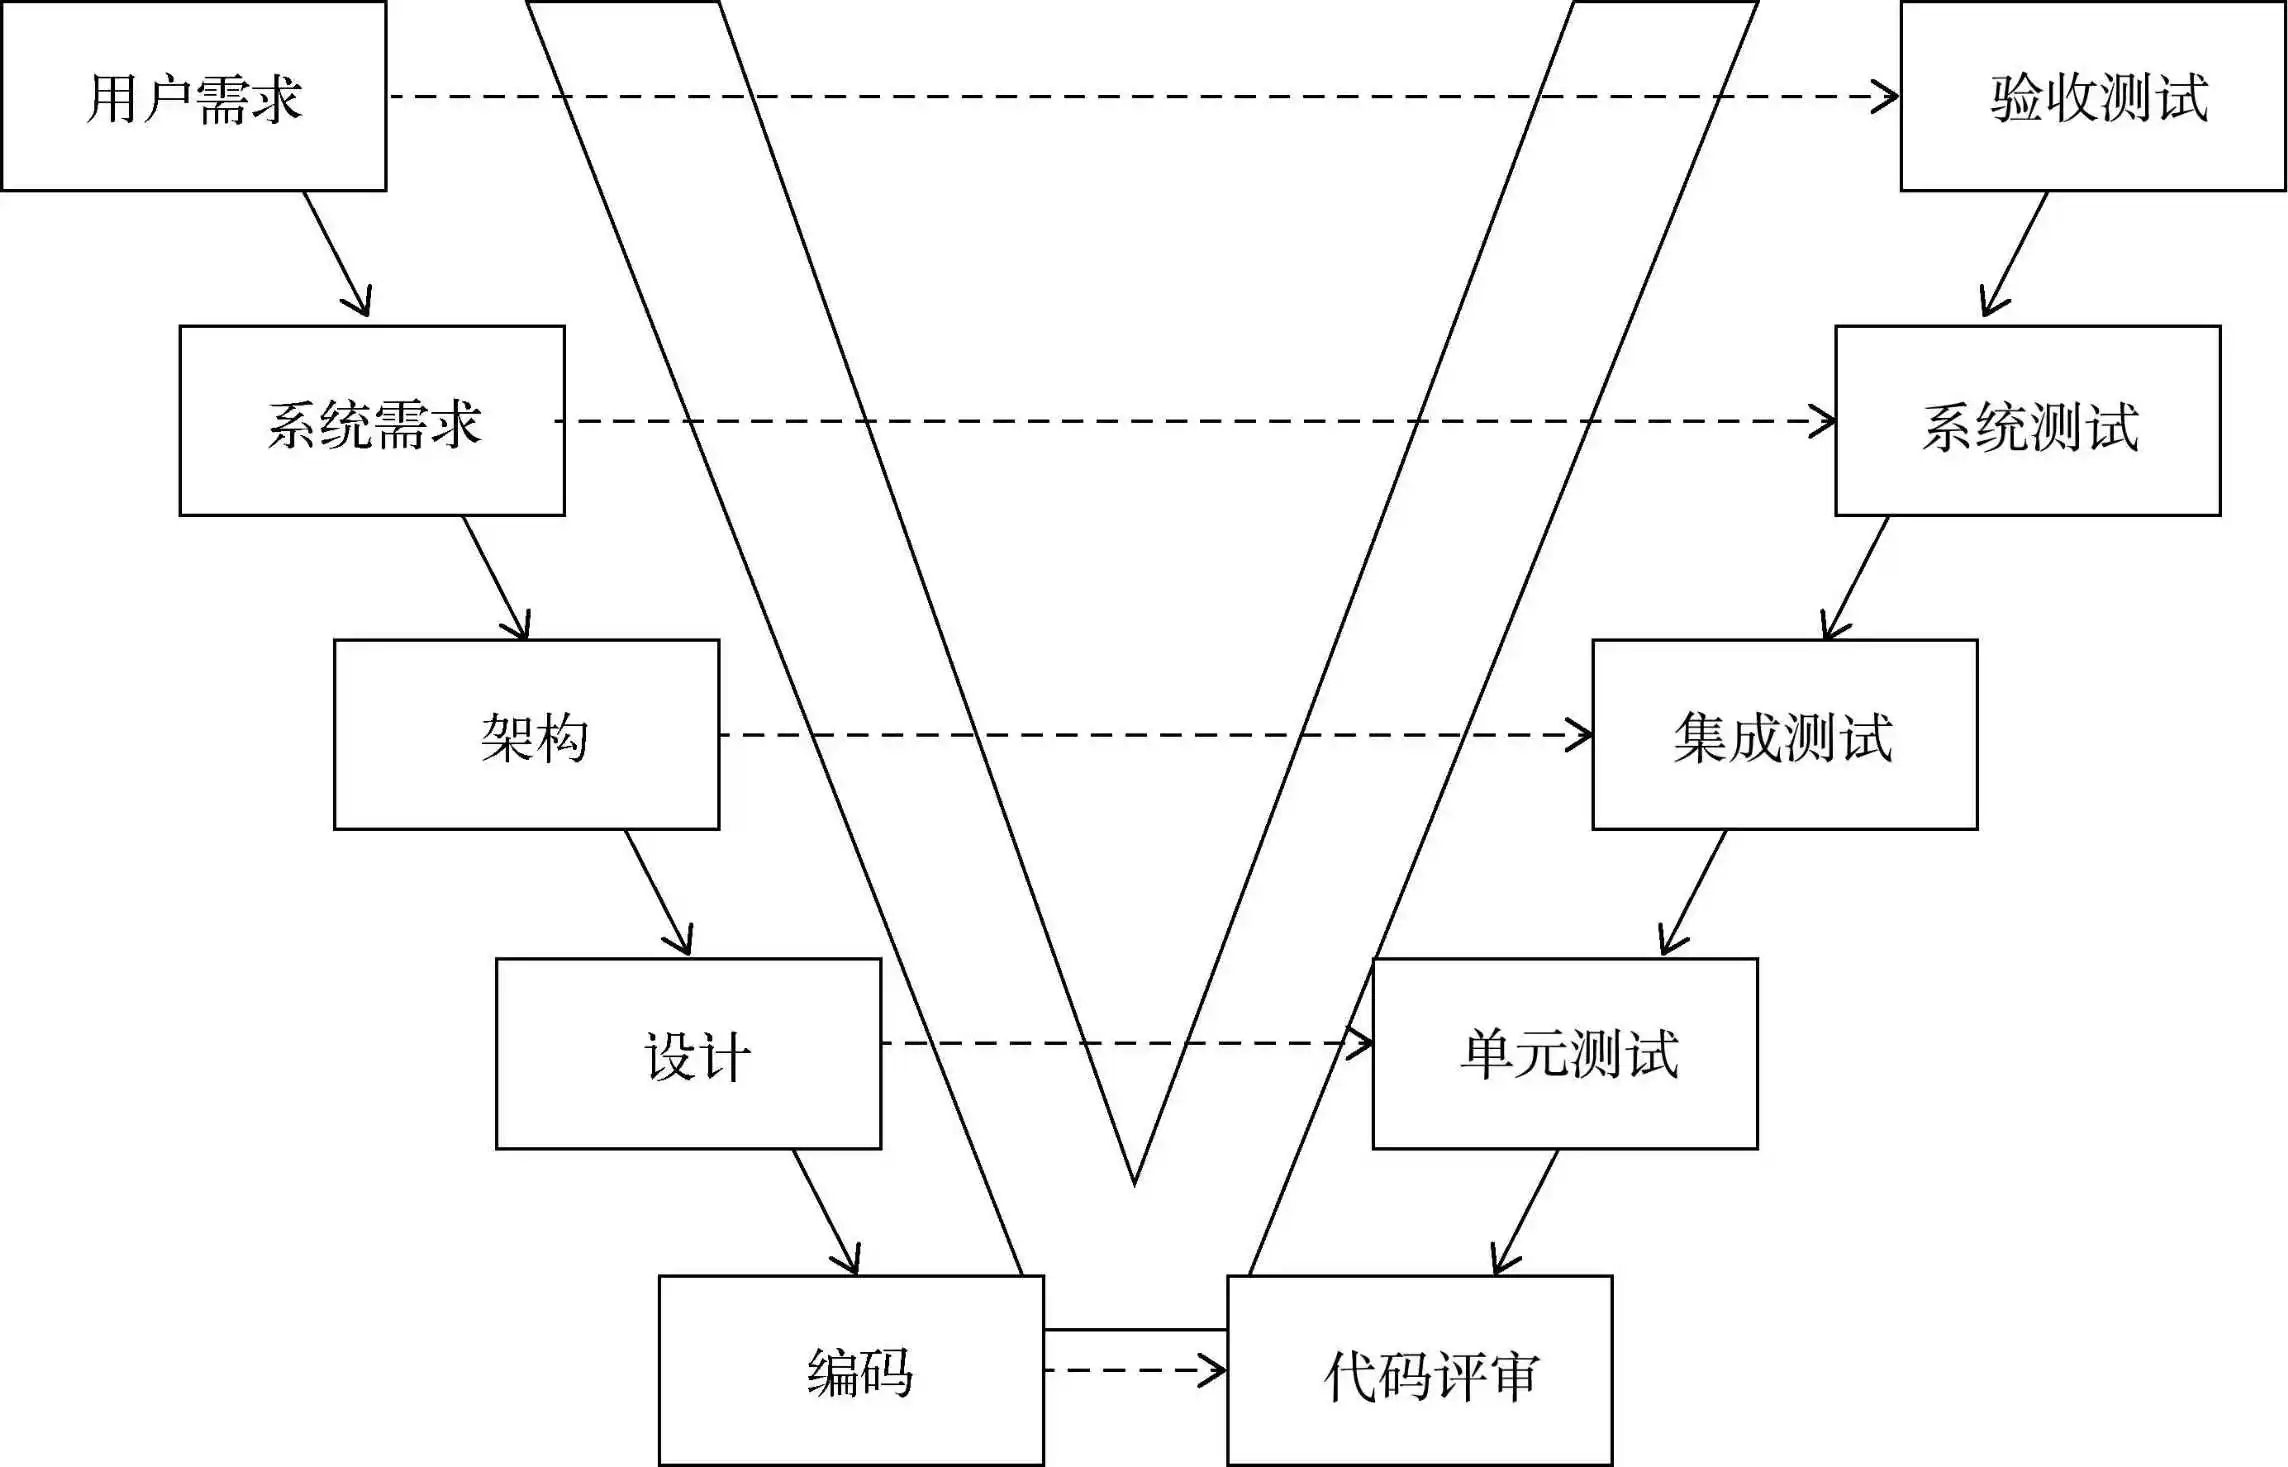 用户需求
验收测试
系统需求
系统测试
架构
集成测试
设计
单元测试
编码
代码评审